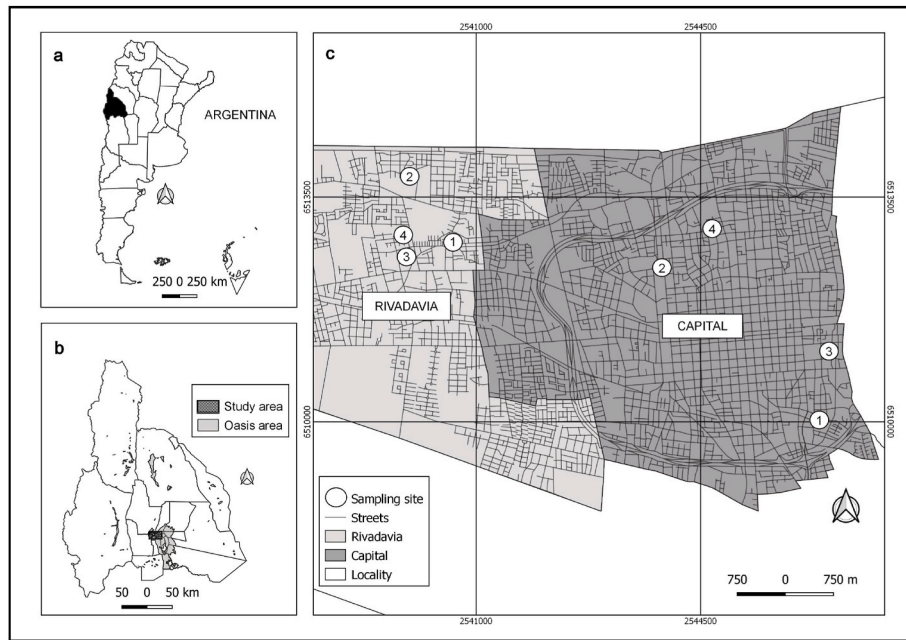 a
ARGENTINA
250 0 250 km
b
Study area
Oasis area
50 0 50 km
c
2541000
2544500
6513500
6513500
2
4
1
3
4
2
RIVADAVIA
CAPITAL
3
1
6510000
6510000
Sampling site
Streets
Rivadavia
Capital
Locality
750 0 750 m
2541000
2544500